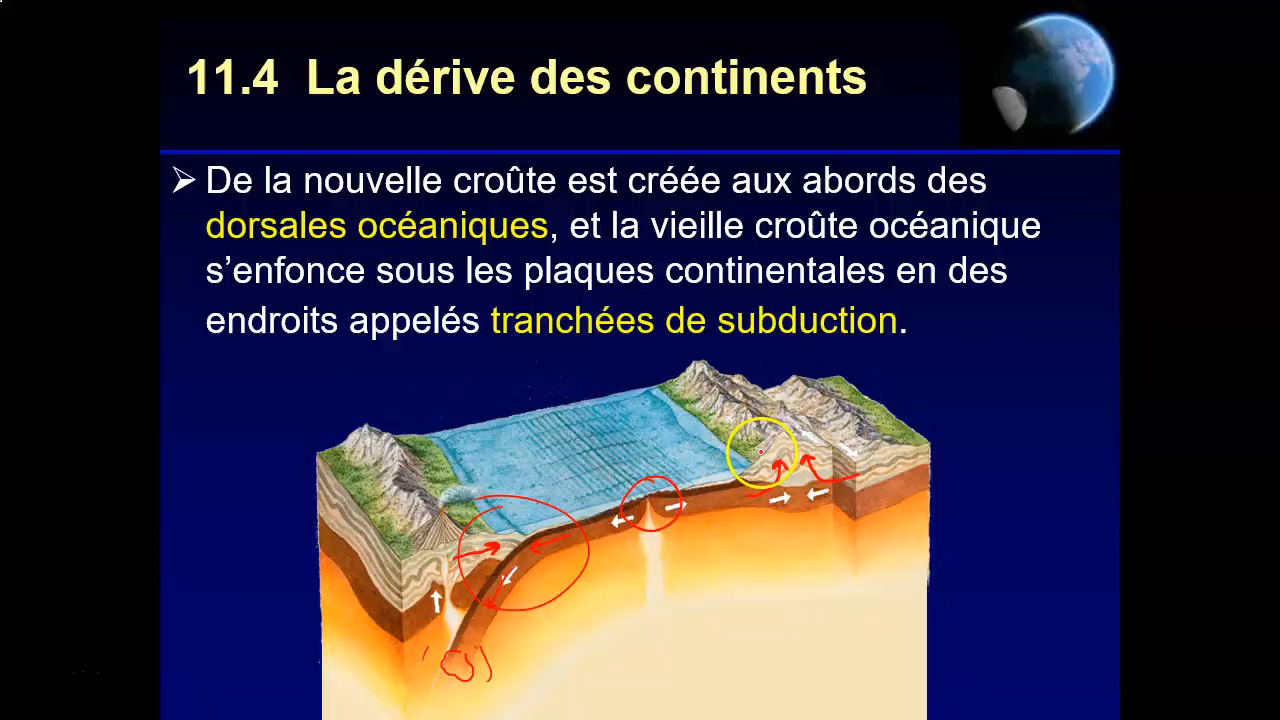 11.4 La dérive des continents
➢ De la nouvelle croûte est créée aux abords des
dorsales océaniques, et la vieille croûte océanique
s’enfonce sous les plaques continentales en des
endroits appelés tranchées de subduction.